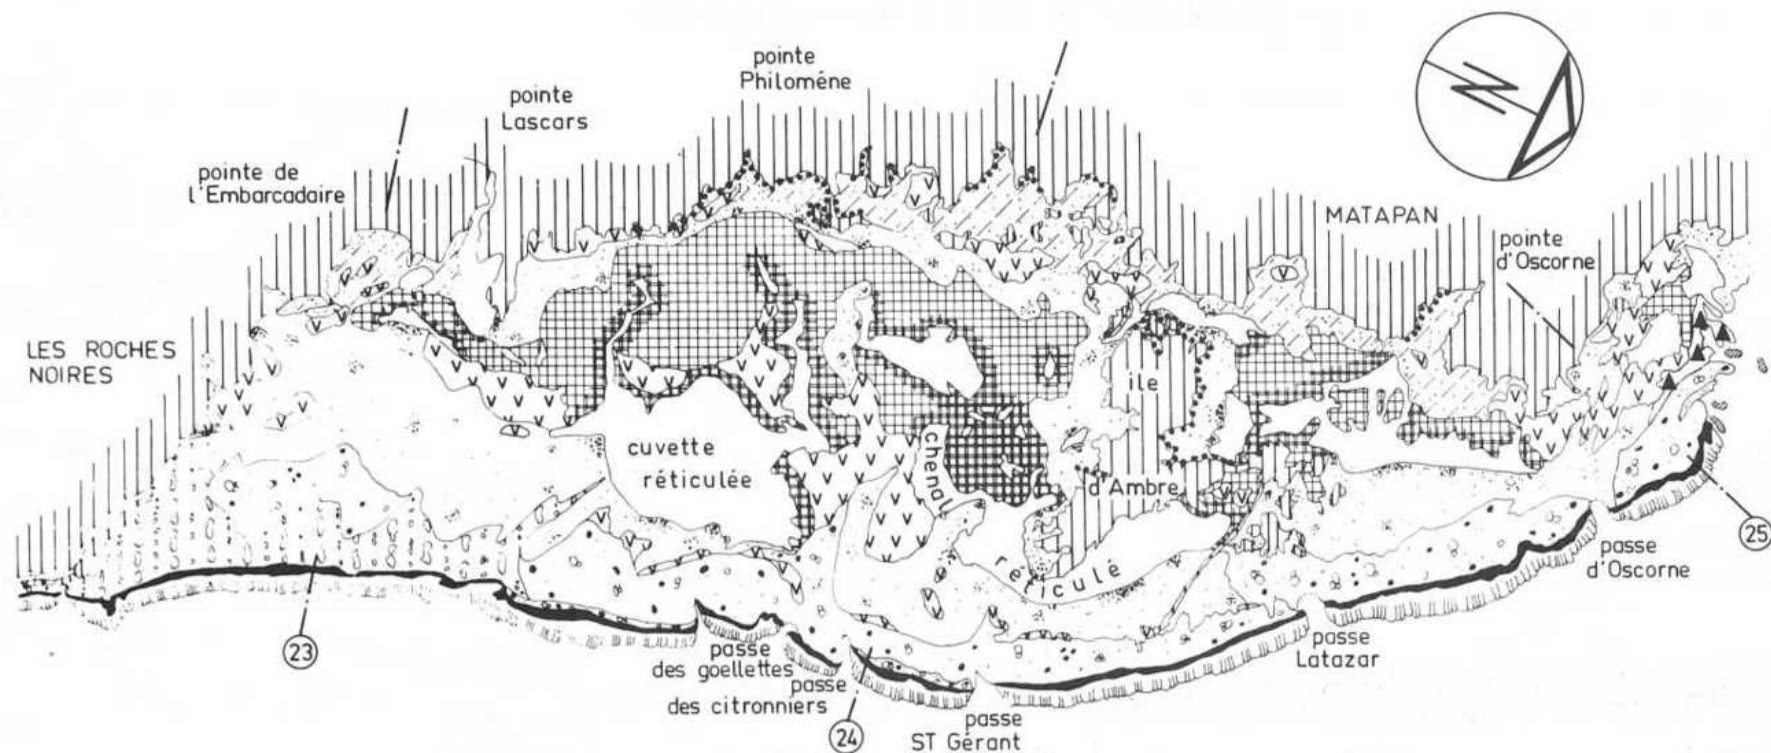 pointe
Philoméne
pointe
Lascars
pointe de
l'Embarcadaire
N
MATAPAN
pointe
d'Oscorne
LES ROCHES
NOIRES
ile
d'Ambre
cuvette
réticulée
chenal
réticulé
23
24
25
passe
d'Oscorne
passe
Latazar
passe
des goellettes
passe
des citronniers
passe
ST Gérant